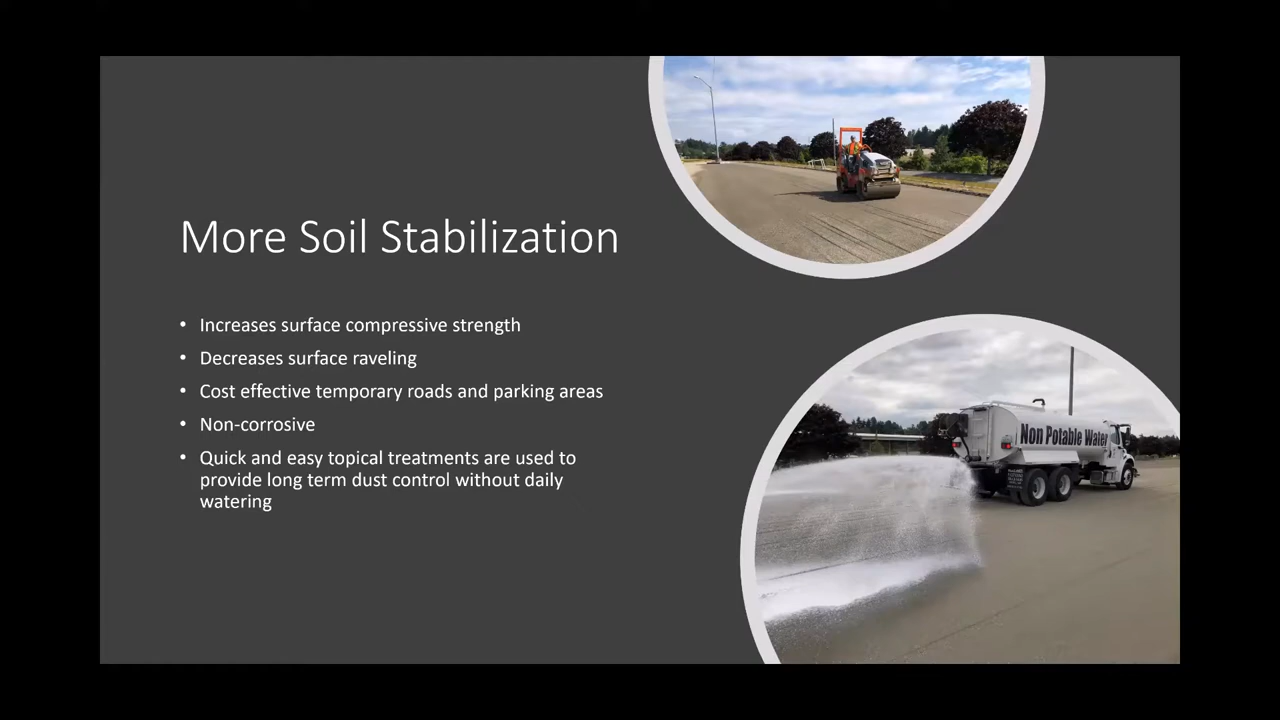 More Soil Stabilization
• Increases surface compressive strength
• Decreases surface raveling
• Cost effective temporary roads and parking areas
• Non-corrosive
• Quick and easy topical treatments are used to
provide long term dust control without daily
watering
Non Potable Water